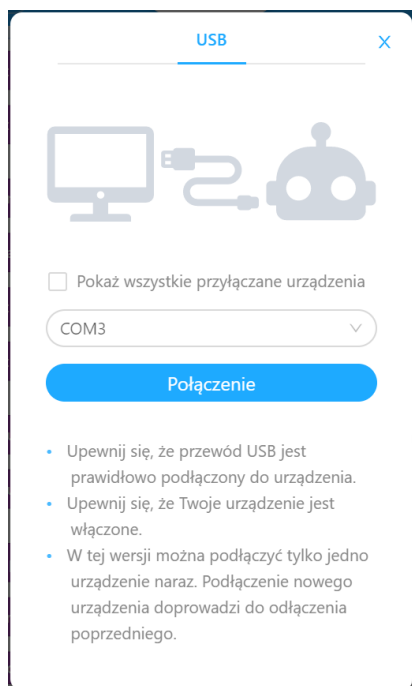 USB
X
Pokaż wszystkie przyłączane urządzenia
COM3
Połączenie
• Upewnij się, że przewód USB jest
prawidłowo podłączony do urządzenia.
• Upewnij się, że Twoje urządzenie jest
włączone.
• W tej wersji można podłączyć tylko jedno
urządzenie naraz. Podłączenie nowego
urządzenia doprowadzi do odłączenia
poprzedniego.